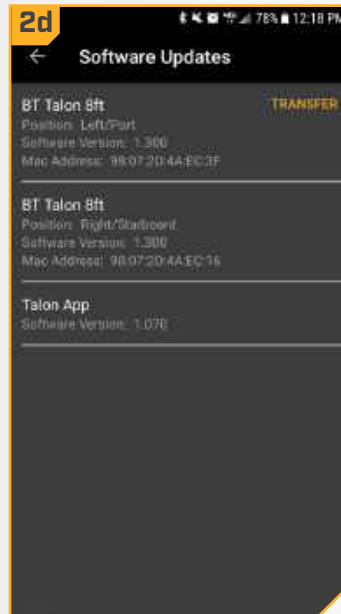 2d
78% 12:18 PM
Software Updates
BT Talon 8ft TRANSFER
Position: Left/Port
Software Version: 1.300
Mac Address: 98:07:2D:4A:EC:3F
BT Talon 8ft
Position: Right/Starboard
Software Version: 1.300
Mac Address: 98:07:2D:4A:EC:16
Talon App
Software Version: 1.070